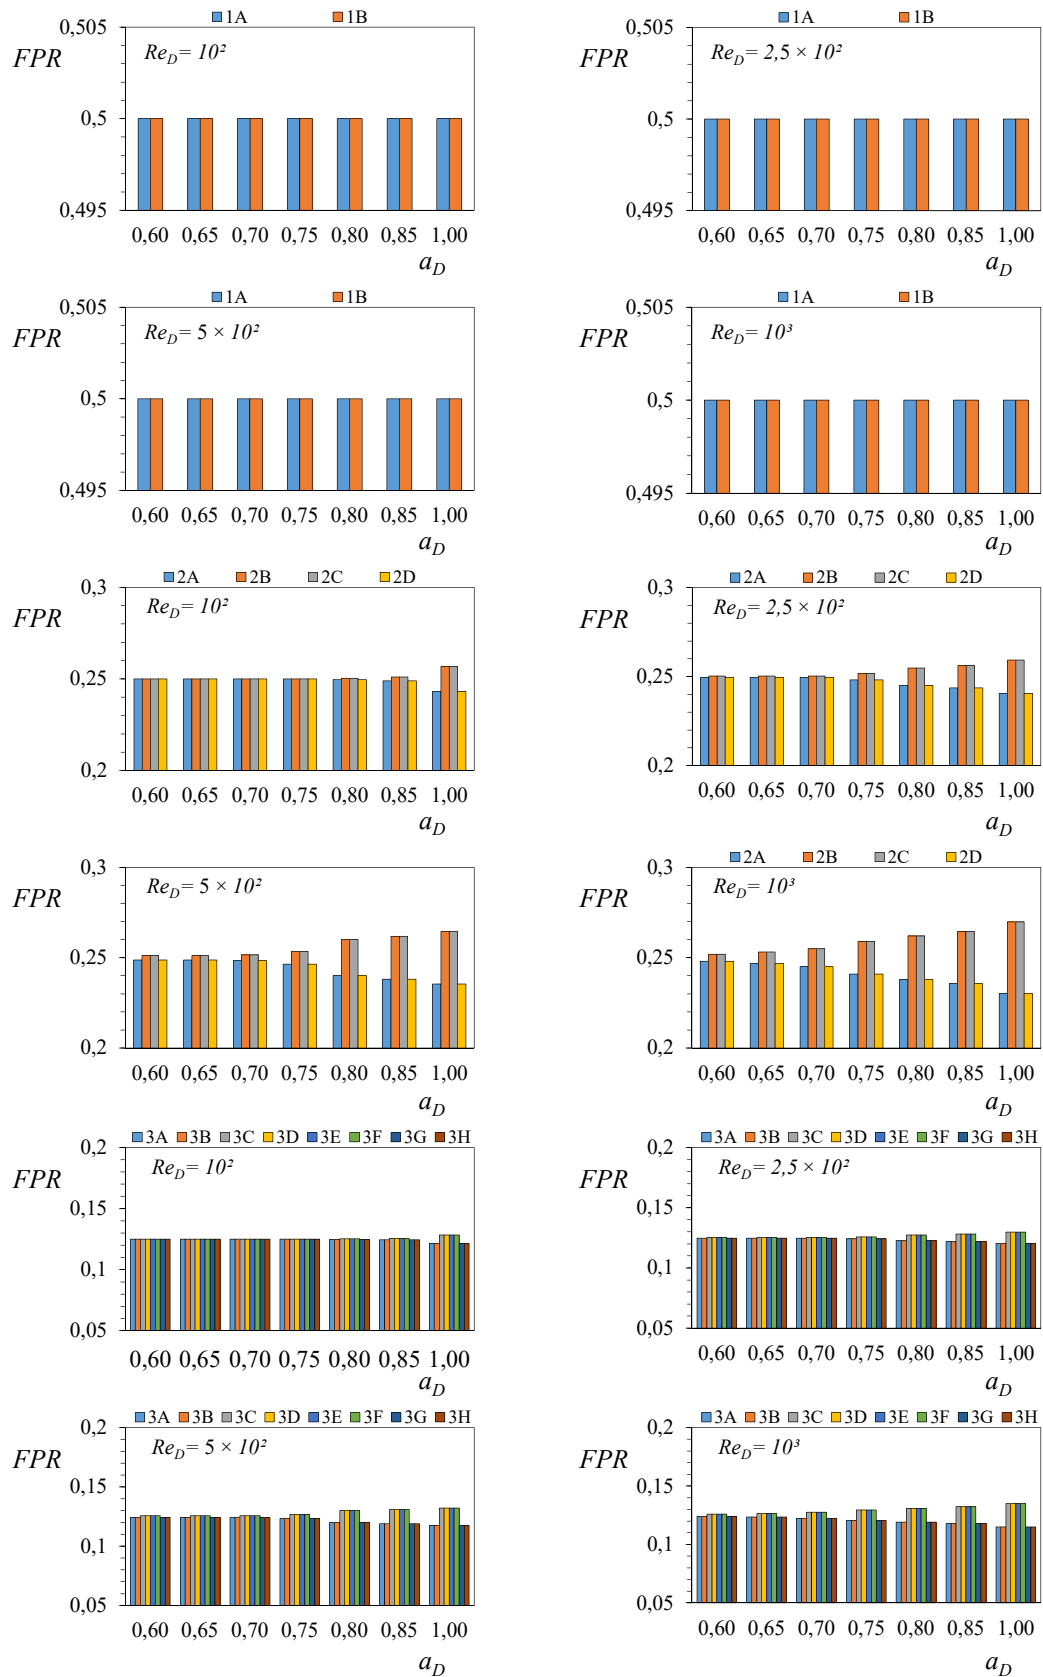 1A 1B
0,505
FPR
Re_D= 10²
0,5
0,495
0,60 0,65 0,70 0,75 0,80 0,85 1,00
a_D
1A 1B
0,505
FPR
Re_D= 2,5 × 10²
0,5
0,495
0,60 0,65 0,70 0,75 0,80 0,85 1,00
a_D
1A 1B
0,505
FPR
Re_D= 5 × 10²
0,5
0,495
0,60 0,65 0,70 0,75 0,80 0,85 1,00
a_D
1A 1B
0,505
FPR
Re_D= 10³
0,5
0,495
0,60 0,65 0,70 0,75 0,80 0,85 1,00
a_D
2A 2B 2C 2D
0,3
FPR
Re_D= 10²
0,25
0,2
0,60 0,65 0,70 0,75 0,80 0,85 1,00
a_D
2A 2B 2C 2D
0,3
FPR
Re_D= 2,5 × 10²
0,25
0,2
0,60 0,65 0,70 0,75 0,80 0,85 1,00
a_D
0,3
FPR
Re_D= 5 × 10²
0,25
0,2
0,60 0,65 0,70 0,75 0,80 0,85 1,00
a_D
2A 2B 2C 2D
0,3
FPR
Re_D= 10³
0,25
0,2
0,60 0,65 0,70 0,75 0,80 0,85 1,00
a_D
3A 3B 3C 3D 3E 3F 3G 3H
0,2
FPR
Re_D= 10²
0,15
0,1
0,05
0,60 0,65 0,70 0,75 0,80 0,85 1,00
a_D
3A 3B 3C 3D 3E 3F 3G 3H
0,2
FPR
Re_D= 2,5 × 10²
0,15
0,1
0,05
0,60 0,65 0,70 0,75 0,80 0,85 1,00
a_D
3A 3B 3C 3D 3E 3F 3G 3H
0,2
FPR
Re_D= 5 × 10²
0,15
0,1
0,05
0,60 0,65 0,70 0,75 0,80 0,85 1,00
a_D
3A 3B 3C 3D 3E 3F 3G 3H
0,2
FPR
Re_D= 10³
0,15
0,1
0,05
0,60 0,65 0,70 0,75 0,80 0,85 1,00
a_D